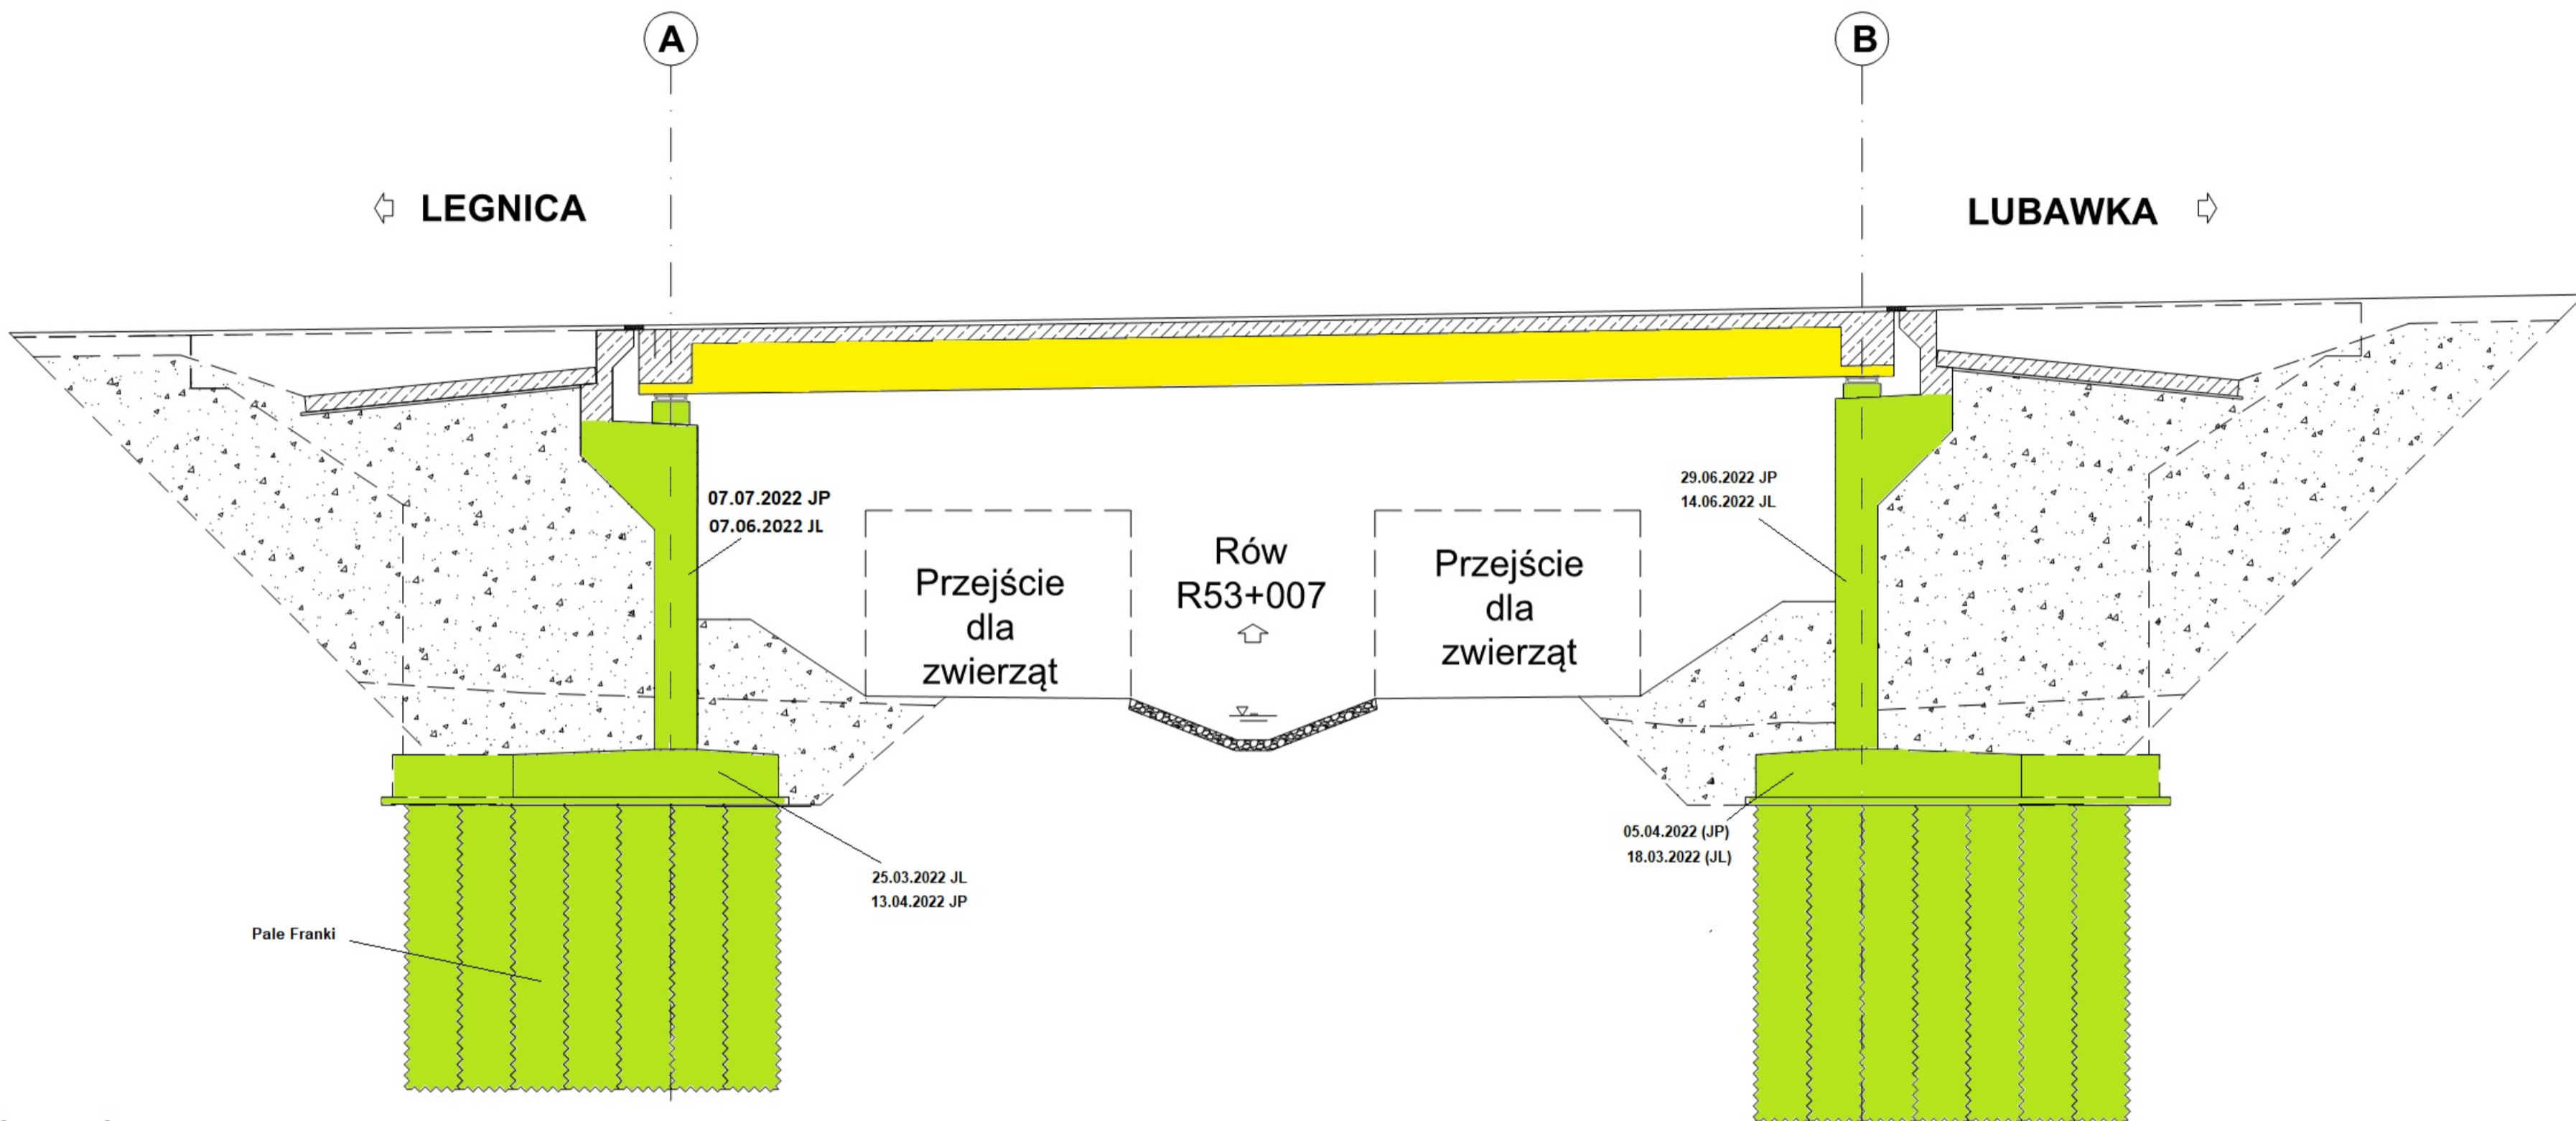 A
B
LEGNICA
LUBAWKA
07.07.2022 JP
07.06.2022 JL
29.06.2022 JP
14.06.2022 JL
Przejście
dla
zwierząt
Rów
R53+007
Przejście
dla
zwierząt
25.03.2022 JL
13.04.2022 JP
05.04.2022 (JP)
18.03.2022 (JL)
Pale Franki